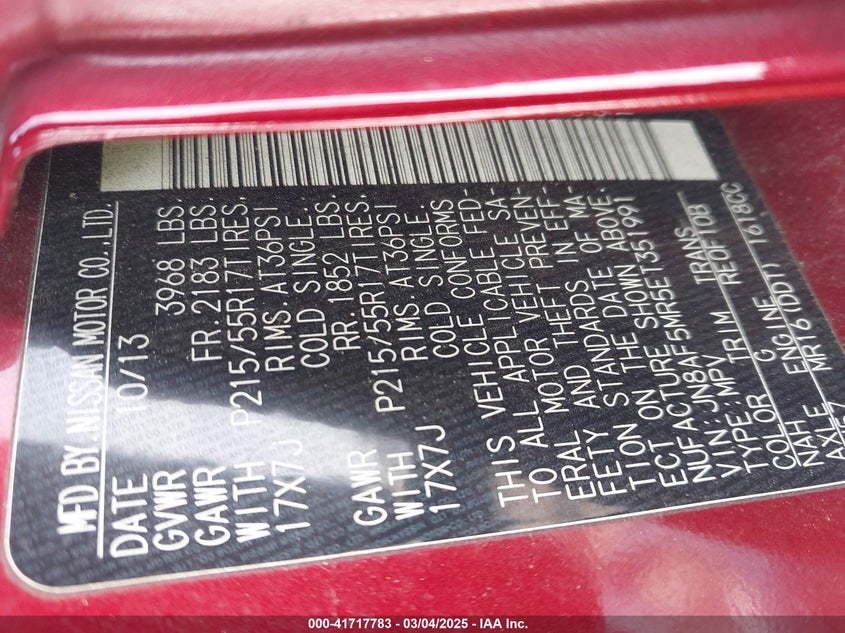 MFD BY NISSAN MOTOR CO., LTD.
DATE 10/13
GVWR 3968 LBS.
GAWR FR. 2183 LBS.
WITH P215/55R17TIRES.
17X7J RIMS. AT36PSI
COLD SINGLE.
GAWR RR. 1852 LBS.
WITH P215/55R17TIRES.
17X7J RIMS. AT36PSI
COLD SINGLE.
THIS VEHICLE CONFORMS
TO ALL APPLICABLE FED-
ERAL MOTOR VEHICLE SA-
FETY AND THEFT PREVEN-
TION STANDARDS IN EFF-
ECT ON THE DATE OF MA-
NUFACTURE SHOWN ABOVE.
VIN: JN8AF5MR5ET351991
TYPE: MPV
COLOR TRIM TRANS
NAH G RE0F10B
AXLE ENGINE
MR16(DDT) 1618CC
000-41717783 - 03/04/2025 - IAA Inc.